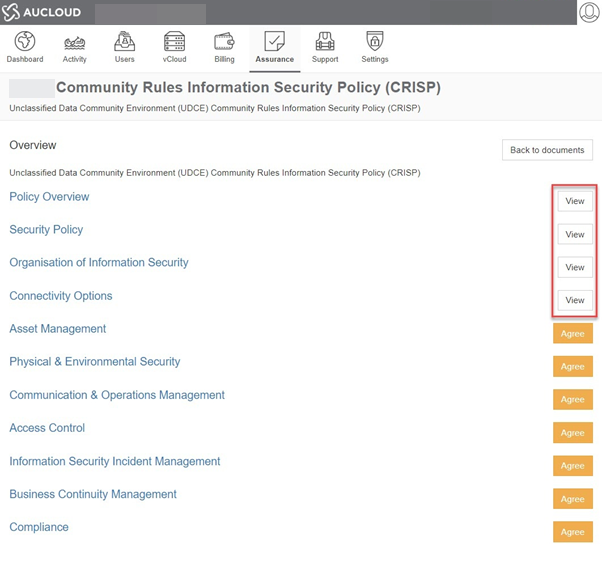 AUCLOUD
Dashboard Activity Users vCloud Billing Assurance Support Settings
Community Rules Information Security Policy (CRISP)
Unclassified Data Community Environment (UDCE) Community Rules Information Security Policy (CRISP)
Overview Back to documents
Unclassified Data Community Environment (UDCE) Community Rules Information Security Policy (CRISP)
Policy Overview View
Security Policy View
Organisation of Information Security View
Connectivity Options View
Asset Management Agree
Physical & Environmental Security Agree
Communication & Operations Management Agree
Access Control Agree
Information Security Incident Management Agree
Business Continuity Management Agree
Compliance Agree